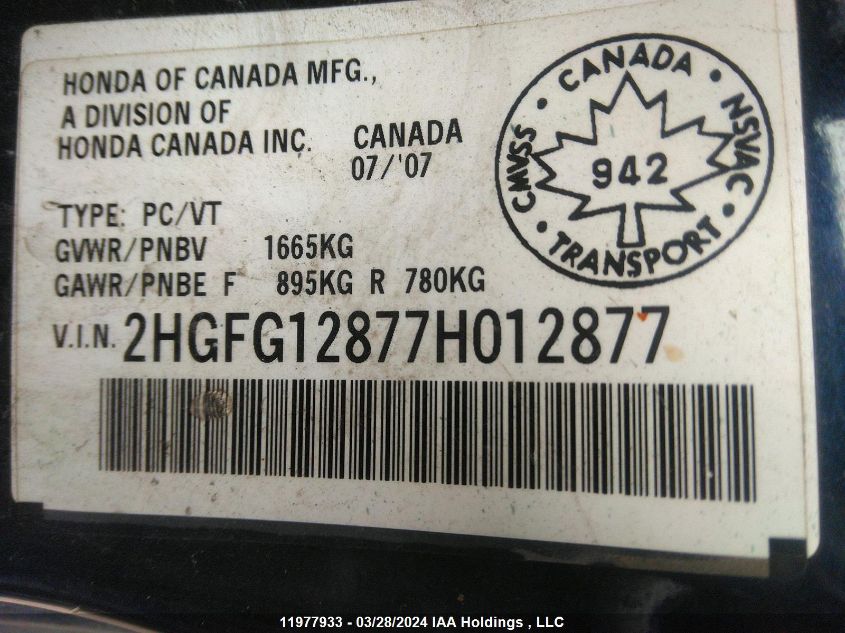 HONDA OF CANADA MFG.,
A DIVISION OF
HONDA CANADA INC. CANADA
07/'07
TYPE: PC/VT
GVWR/PNBV 1665KG
GAWR/PNBE F 895KG R 780KG
V.I.N. 2HGFG12877H012877
CMVSS • CANADA • NSVAC • TRANSPORT •
942
11977933 - 03/28/2024 IAA Holdings , LLC